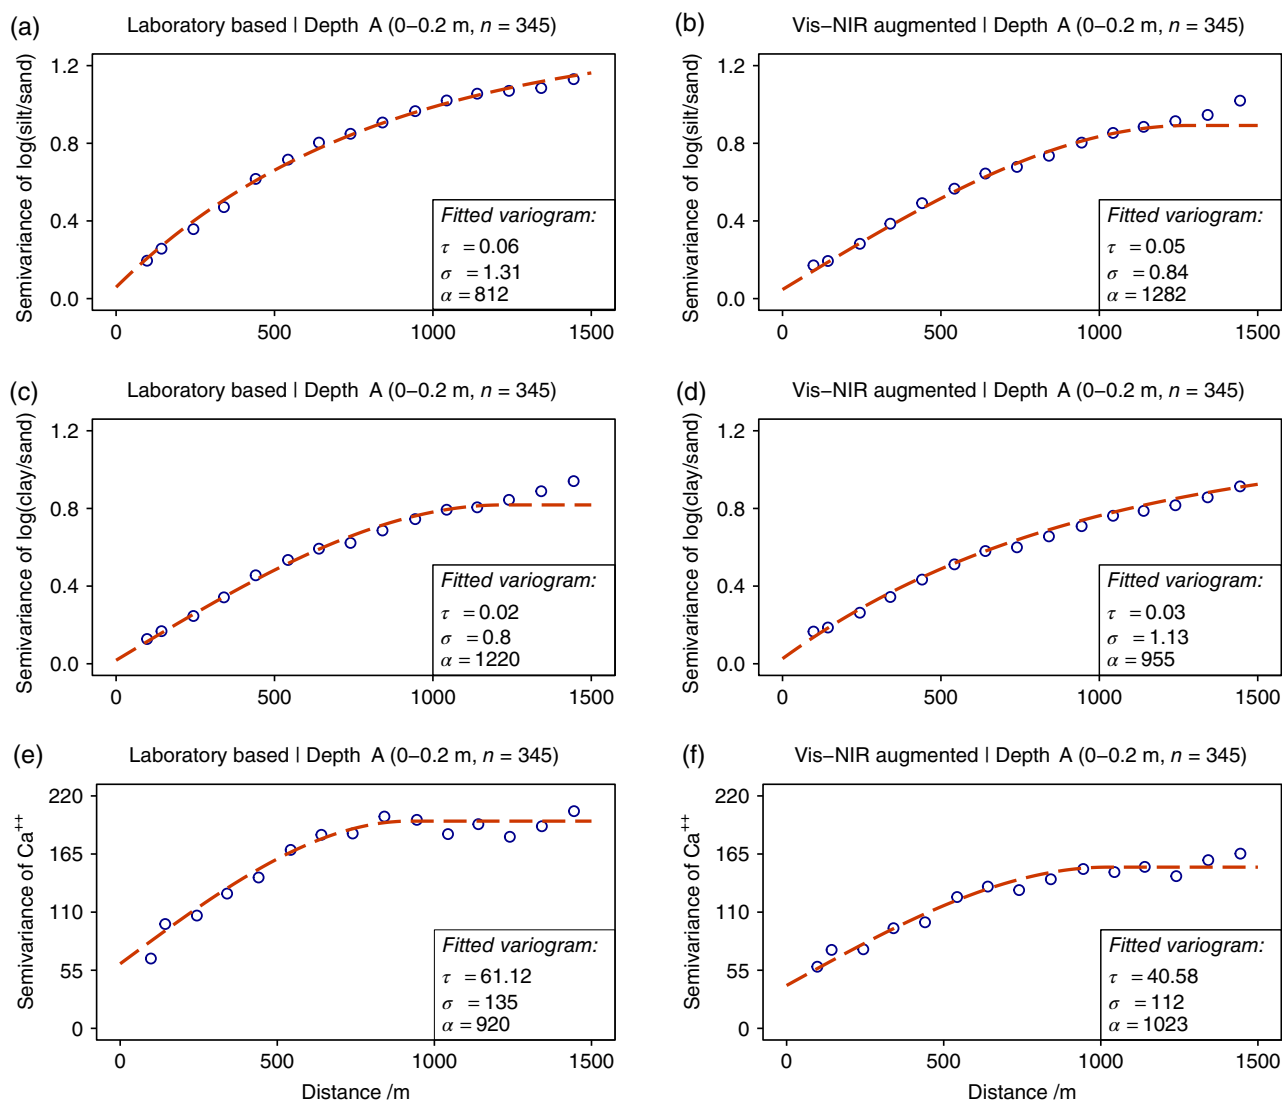 (a) Laboratory based | Depth A (0–0.2 m, n = 345)
Semivariance of log(silt/sand)
1.2
0.8
0.4
0.0
Fitted variogram:
τ = 0.06
σ = 1.31
α = 812
0 500 1000 1500
(b) Vis–NIR augmented | Depth A (0–0.2 m, n = 345)
Semivariance of log(silt/sand)
1.2
0.8
0.4
0.0
Fitted variogram:
τ = 0.05
σ = 0.84
α = 1282
0 500 1000 1500
(c) Laboratory based | Depth A (0–0.2 m, n = 345)
Semivariance of log(clay/sand)
1.2
0.8
0.4
0.0
Fitted variogram:
τ = 0.02
σ = 0.8
α = 1220
0 500 1000 1500
(d) Vis–NIR augmented | Depth A (0–0.2 m, n = 345)
Semivariance of log(clay/sand)
1.2
0.8
0.4
0.0
Fitted variogram:
τ = 0.03
σ = 1.13
α = 955
0 500 1000 1500
(e) Laboratory based | Depth A (0–0.2 m, n = 345)
Semivariance of Ca⁺⁺
220
165
110
55
0
Fitted variogram:
τ = 61.12
σ = 135
α = 920
0 500 1000 1500
Distance /m
(f) Vis–NIR augmented | Depth A (0–0.2 m, n = 345)
Semivariance of Ca⁺⁺
220
165
110
55
0
Fitted variogram:
τ = 40.58
σ = 112
α = 1023
0 500 1000 1500
Distance /m